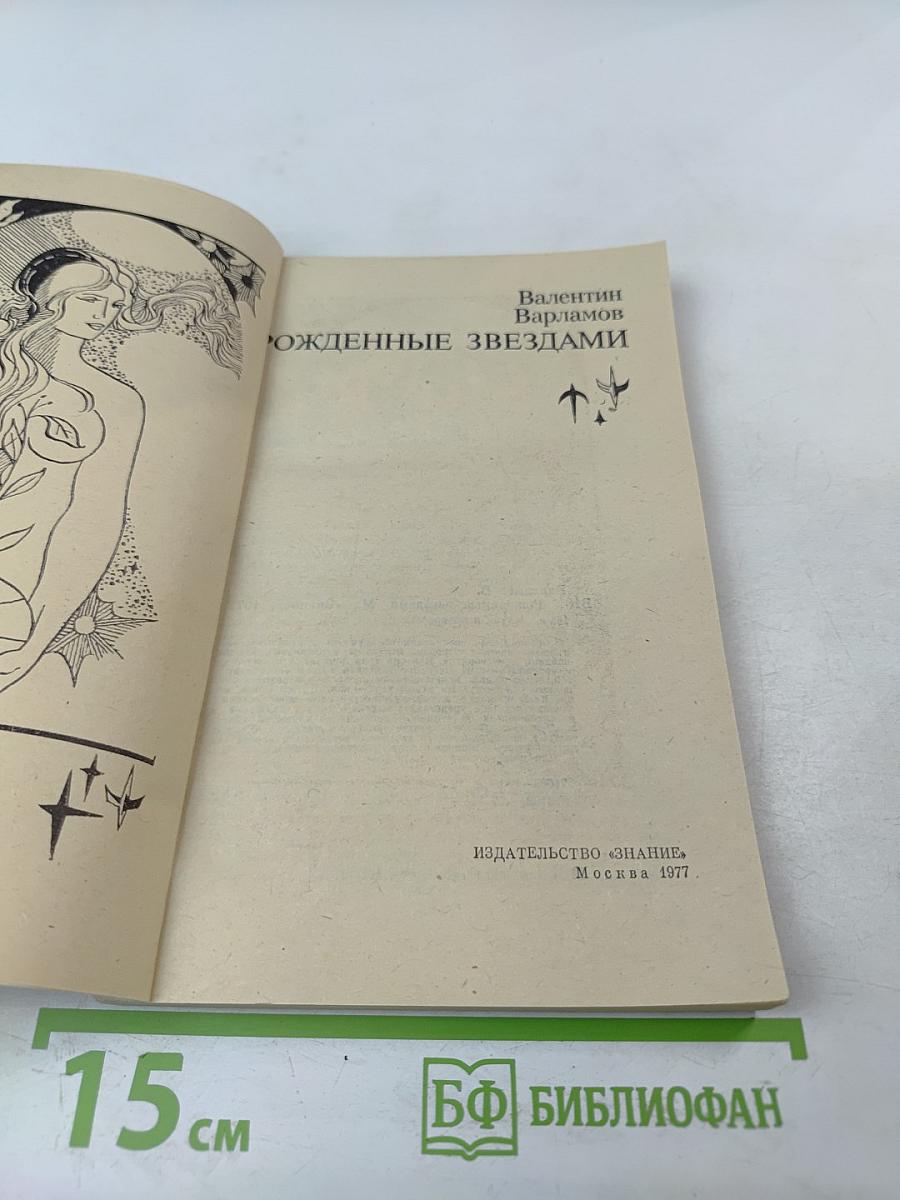 Валентин
Варламов
РОЖДЕННЫЕ ЗВЕЗДАМИ
ИЗДАТЕЛЬСТВО «ЗНАНИЕ»
Москва 1977
15 см
БФ БИБЛИОФАН